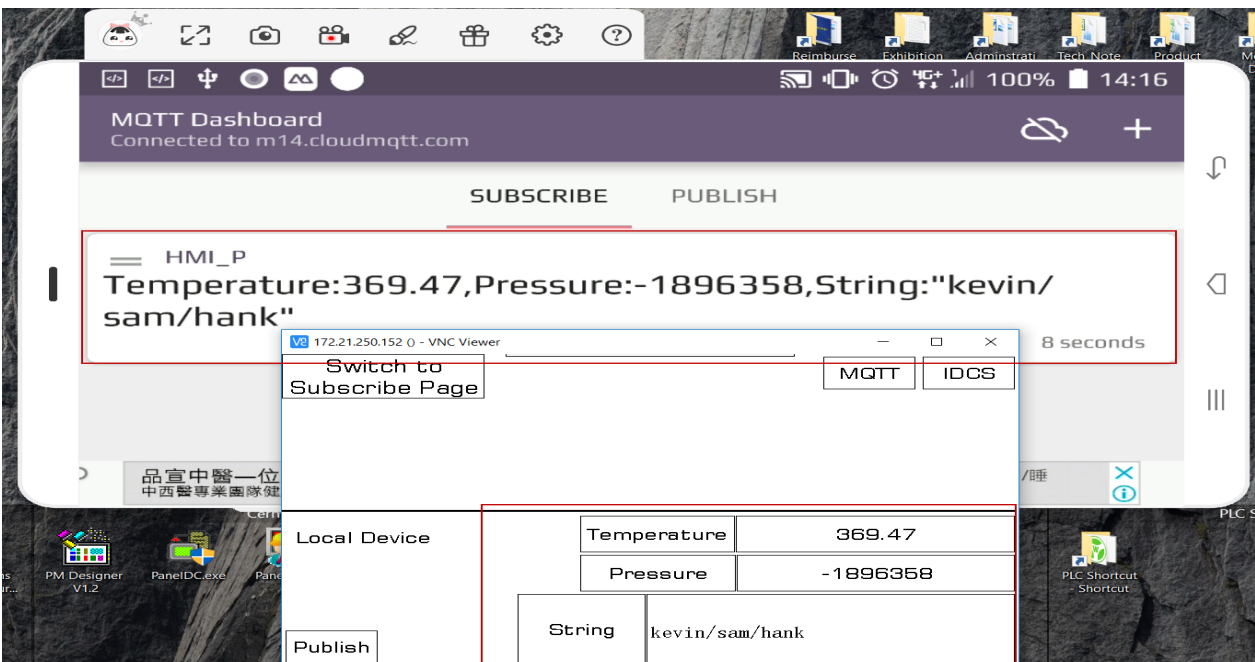 Reimburse
Exhibition
Adminstrati
Tech Note
Product
4G+
100%
14:16
MQTT Dashboard
Connected to m14.cloudmqtt.com
SUBSCRIBE
PUBLISH
HMI_P
Temperature:369.47,Pressure:-1896358,String:"kevin/
sam/hank"
8 seconds
172.21.250.152 () - VNC Viewer
Switch to
Subscribe Page
MQTT
IDCS
品宣中醫一位
中西醫專業團隊健
/睡
Local Device
Temperature
369.47
Pressure
-1896358
String
kevin/sam/hank
Publish
PM Designer
V1.2
PanelDC.exe
Pane
PLC Shortcut
- Shortcut
PLC S